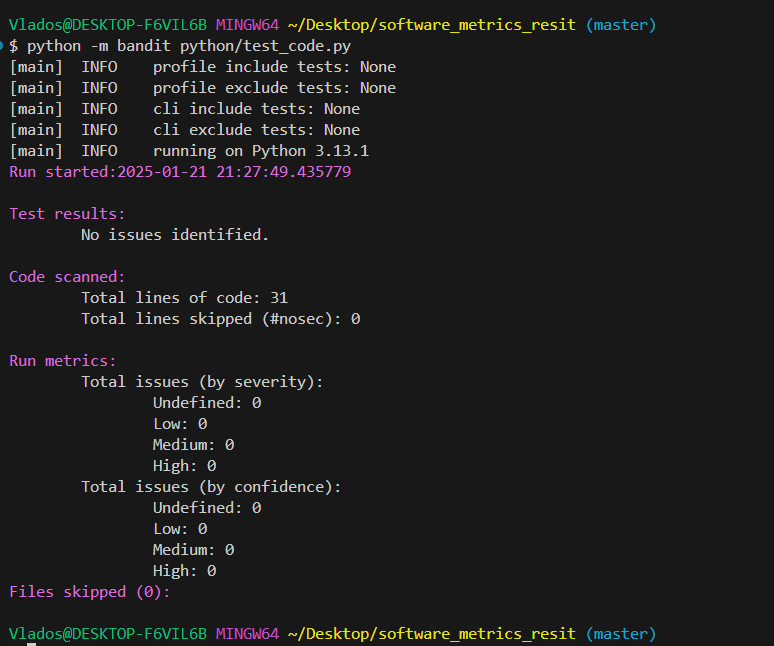 Vlados@DESKTOP-F6VIL6B MINGW64 ~/Desktop/software_metrics_resit (master)
$ python -m bandit python/test_code.py
[main]  INFO    profile include tests: None
[main]  INFO    profile exclude tests: None
[main]  INFO    cli include tests: None
[main]  INFO    cli exclude tests: None
[main]  INFO    running on Python 3.13.1
Run started:2025-01-21 21:27:49.435779

Test results:
        No issues identified.

Code scanned:
        Total lines of code: 31
        Total lines skipped (#nosec): 0

Run metrics:
        Total issues (by severity):
                Undefined: 0
                Low: 0
                Medium: 0
                High: 0
        Total issues (by confidence):
                Undefined: 0
                Low: 0
                Medium: 0
                High: 0
Files skipped (0):

Vlados@DESKTOP-F6VIL6B MINGW64 ~/Desktop/software_metrics_resit (master)